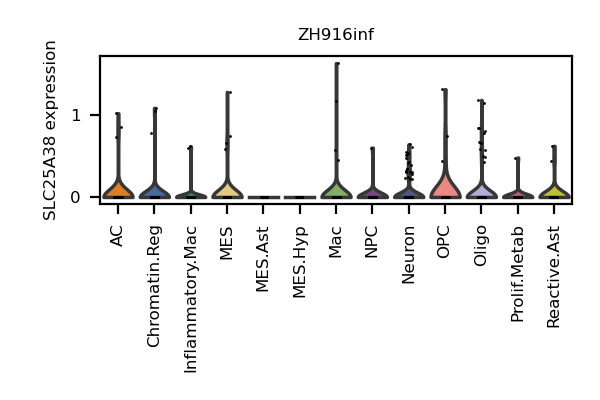 ZH916inf
SLC25A38 expression
1
0
AC
Chromatin.Reg
Inflammatory.Mac
MES
MES.Ast
MES.Hyp
Mac
NPC
Neuron
OPC
Oligo
Prolif.Metab
Reactive.Ast